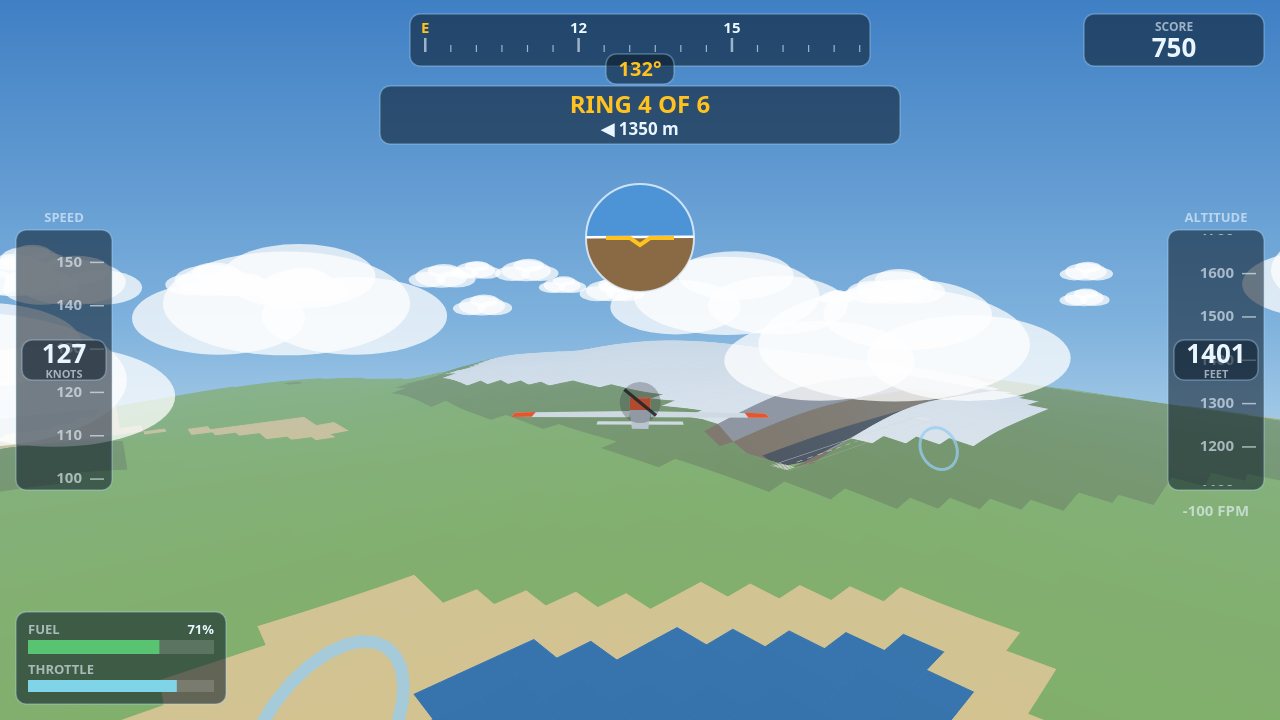 E 12 15
132°
RING 4 OF 6
◀ 1350 m
SCORE
750
SPEED
150
140
127
KNOTS
120
110
100
ALTITUDE
1600
1500
1401
FEET
1300
1200
-100 FPM
FUEL 71%
THROTTLE